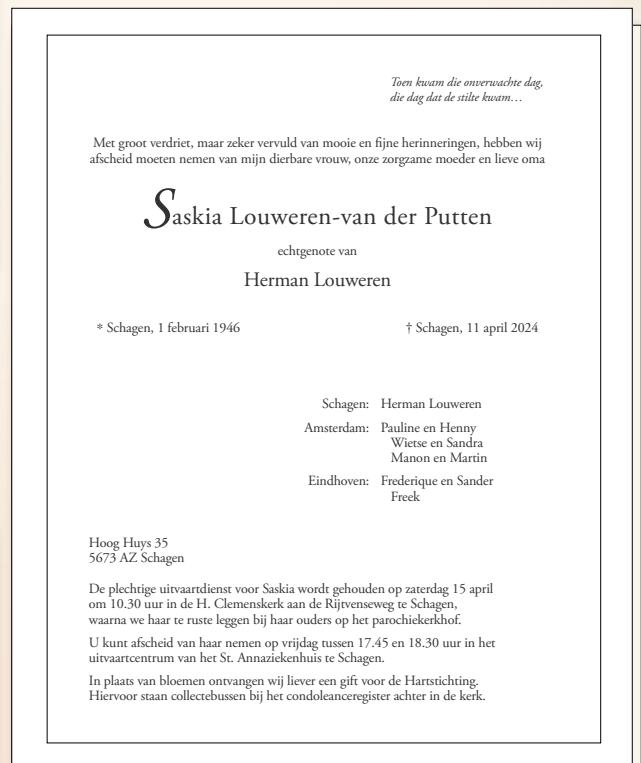 Toen kwam die onverwachte dag,
die dag dat de stilte kwam…
Met groot verdriet, maar zeker vervuld van mooie en fijne herinneringen, hebben wij
afscheid moeten nemen van mijn dierbare vrouw, onze zorgzame moeder en lieve oma
Saskia Louweren-van der Putten
echtgenote van
Herman Louweren
* Schagen, 1 februari 1946 † Schagen, 11 april 2024
Schagen: Herman Louweren
Amsterdam: Pauline en Henny
Wietse en Sandra
Manon en Martin
Eindhoven: Frederique en Sander
Freek
Hoog Huys 35
5673 AZ Schagen
De plechtige uitvaartdienst voor Saskia wordt gehouden op zaterdag 15 april
om 10.30 uur in de H. Clemenskerk aan de Rijtvenseweg te Schagen,
waarna we haar te ruste leggen bij haar ouders op het parochiekerkhof.
U kunt afscheid van haar nemen op vrijdag tussen 17.45 en 18.30 uur in het
uitvaartcentrum van het St. Annaziekenhuis te Schagen.
In plaats van bloemen ontvangen wij liever een gift voor de Hartstichting.
Hiervoor staan collectebussen bij het condoleanceregister achter in de kerk.